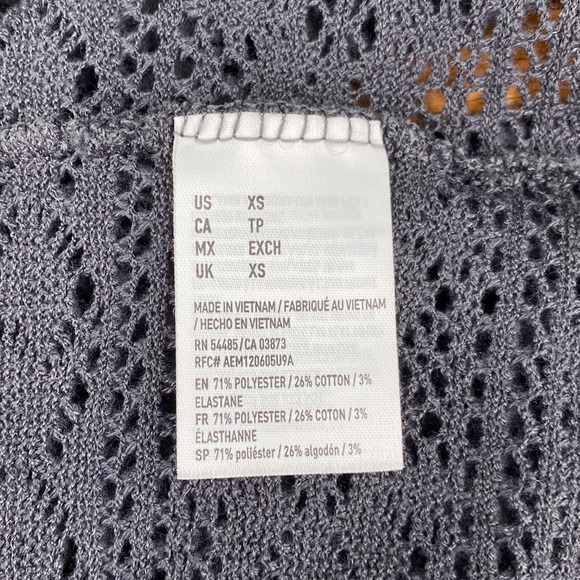 US XS
CA TP
MX EXCH
UK XS
MADE IN VIETNAM / FABRIQUÉ AU VIETNAM
/ HECHO EN VIETNAM
RN 54485/CA 03873
RFC# AEM120605U9A
EN 71% POLYESTER / 26% COTTON / 3%
ELASTANE
FR 71% POLYESTER / 26% COTTON / 3%
ÉLASTHANNE
SP 71% poliéster / 26% algodón / 3%